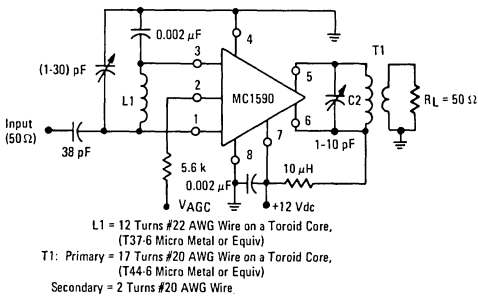 0.002 µF
4
3
T1
(1-30) pF
5
2
L1
MC1590
C2
RL = 50 Ω
Input
(50 Ω)
1
6
7
38 pF
1-10 pF
8
10 µH
5.6 k
0.002 µF
VAGC
+12 Vdc
L1 = 12 Turns #22 AWG Wire on a Toroid Core,
(T37-6 Micro Metal or Equiv)
T1: Primary = 17 Turns #20 AWG Wire on a Toroid Core,
(T44-6 Micro Metal or Equiv)
Secondary = 2 Turns #20 AWG Wire